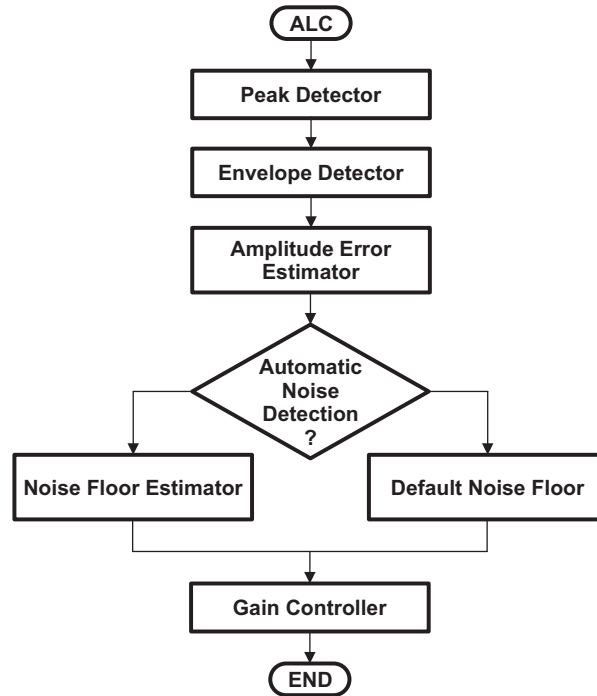 ALC
Peak Detector
Envelope Detector
Amplitude Error
Estimator
Automatic
Noise
Detection
?
Noise Floor Estimator
Default Noise Floor
Gain Controller
END